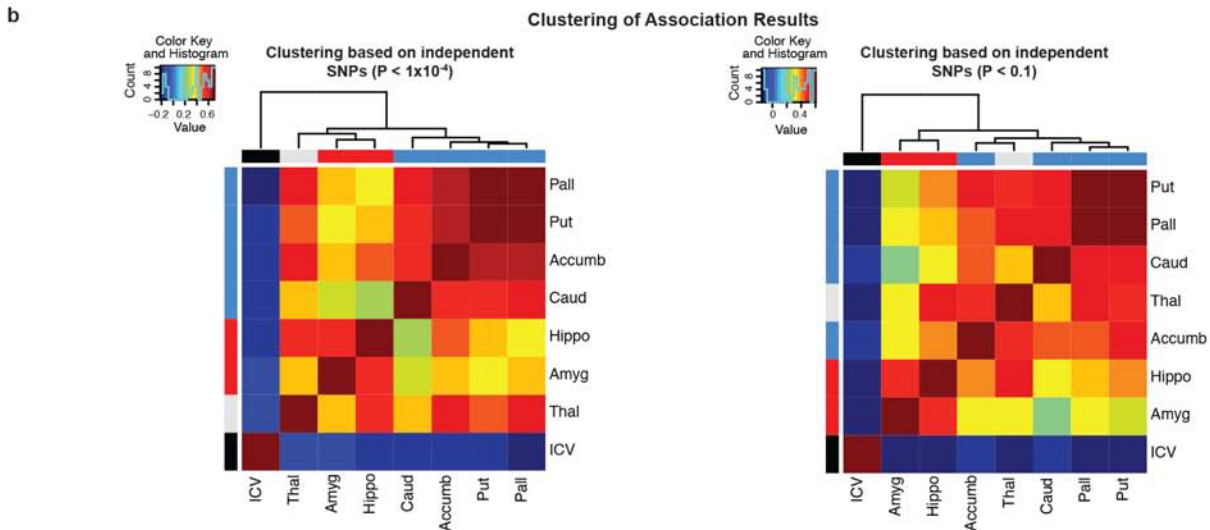 b
Clustering of Association Results
Color Key
and Histogram
Count
0 4 8
−0.2 0.2 0.6
Value
Clustering based on independent
SNPs (P < 1x10⁻⁴)
Pall
Put
Accumb
Caud
Hippo
Amyg
Thal
ICV
ICV Thal Amyg Hippo Caud Accumb Put Pall
Color Key
and Histogram
Count
0 4 8
0 0.4
Value
Clustering based on independent
SNPs (P < 0.1)
Put
Pall
Caud
Thal
Accumb
Hippo
Amyg
ICV
ICV Amyg Hippo Accumb Thal Caud Pall Put